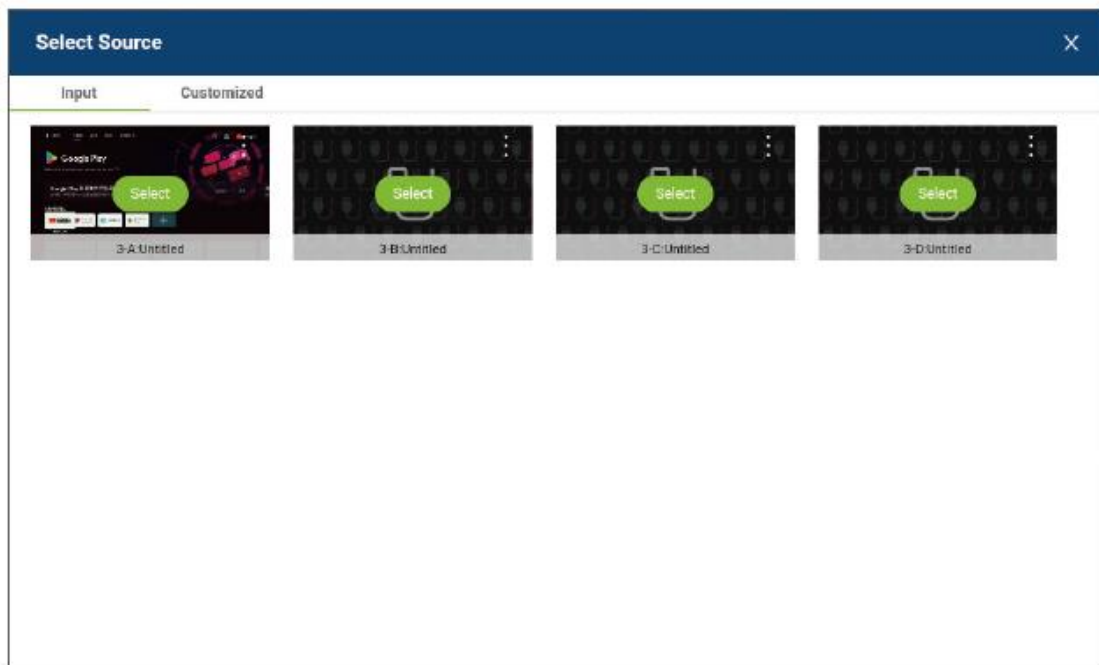 Select Source
X
Input Customized
Google Play
Select
Select
Select
Select
3-A:Untitled
3-B:Untitled
3-C:Untitled
3-D:Untitled